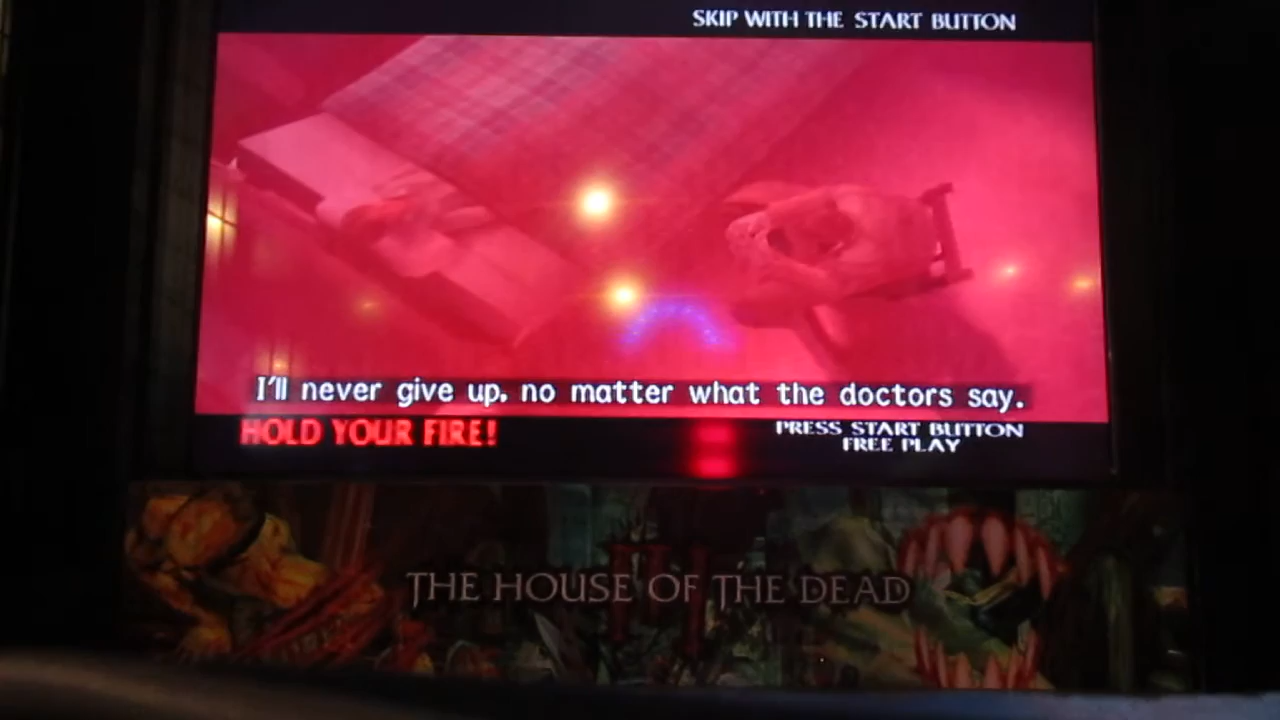 SKIP WITH THE START BUTTON
I'll never give up, no matter what the doctors say.
HOLD YOUR FIRE!
PRESS START BUTTON
FREE PLAY
III
THE HOUSE OF THE DEAD